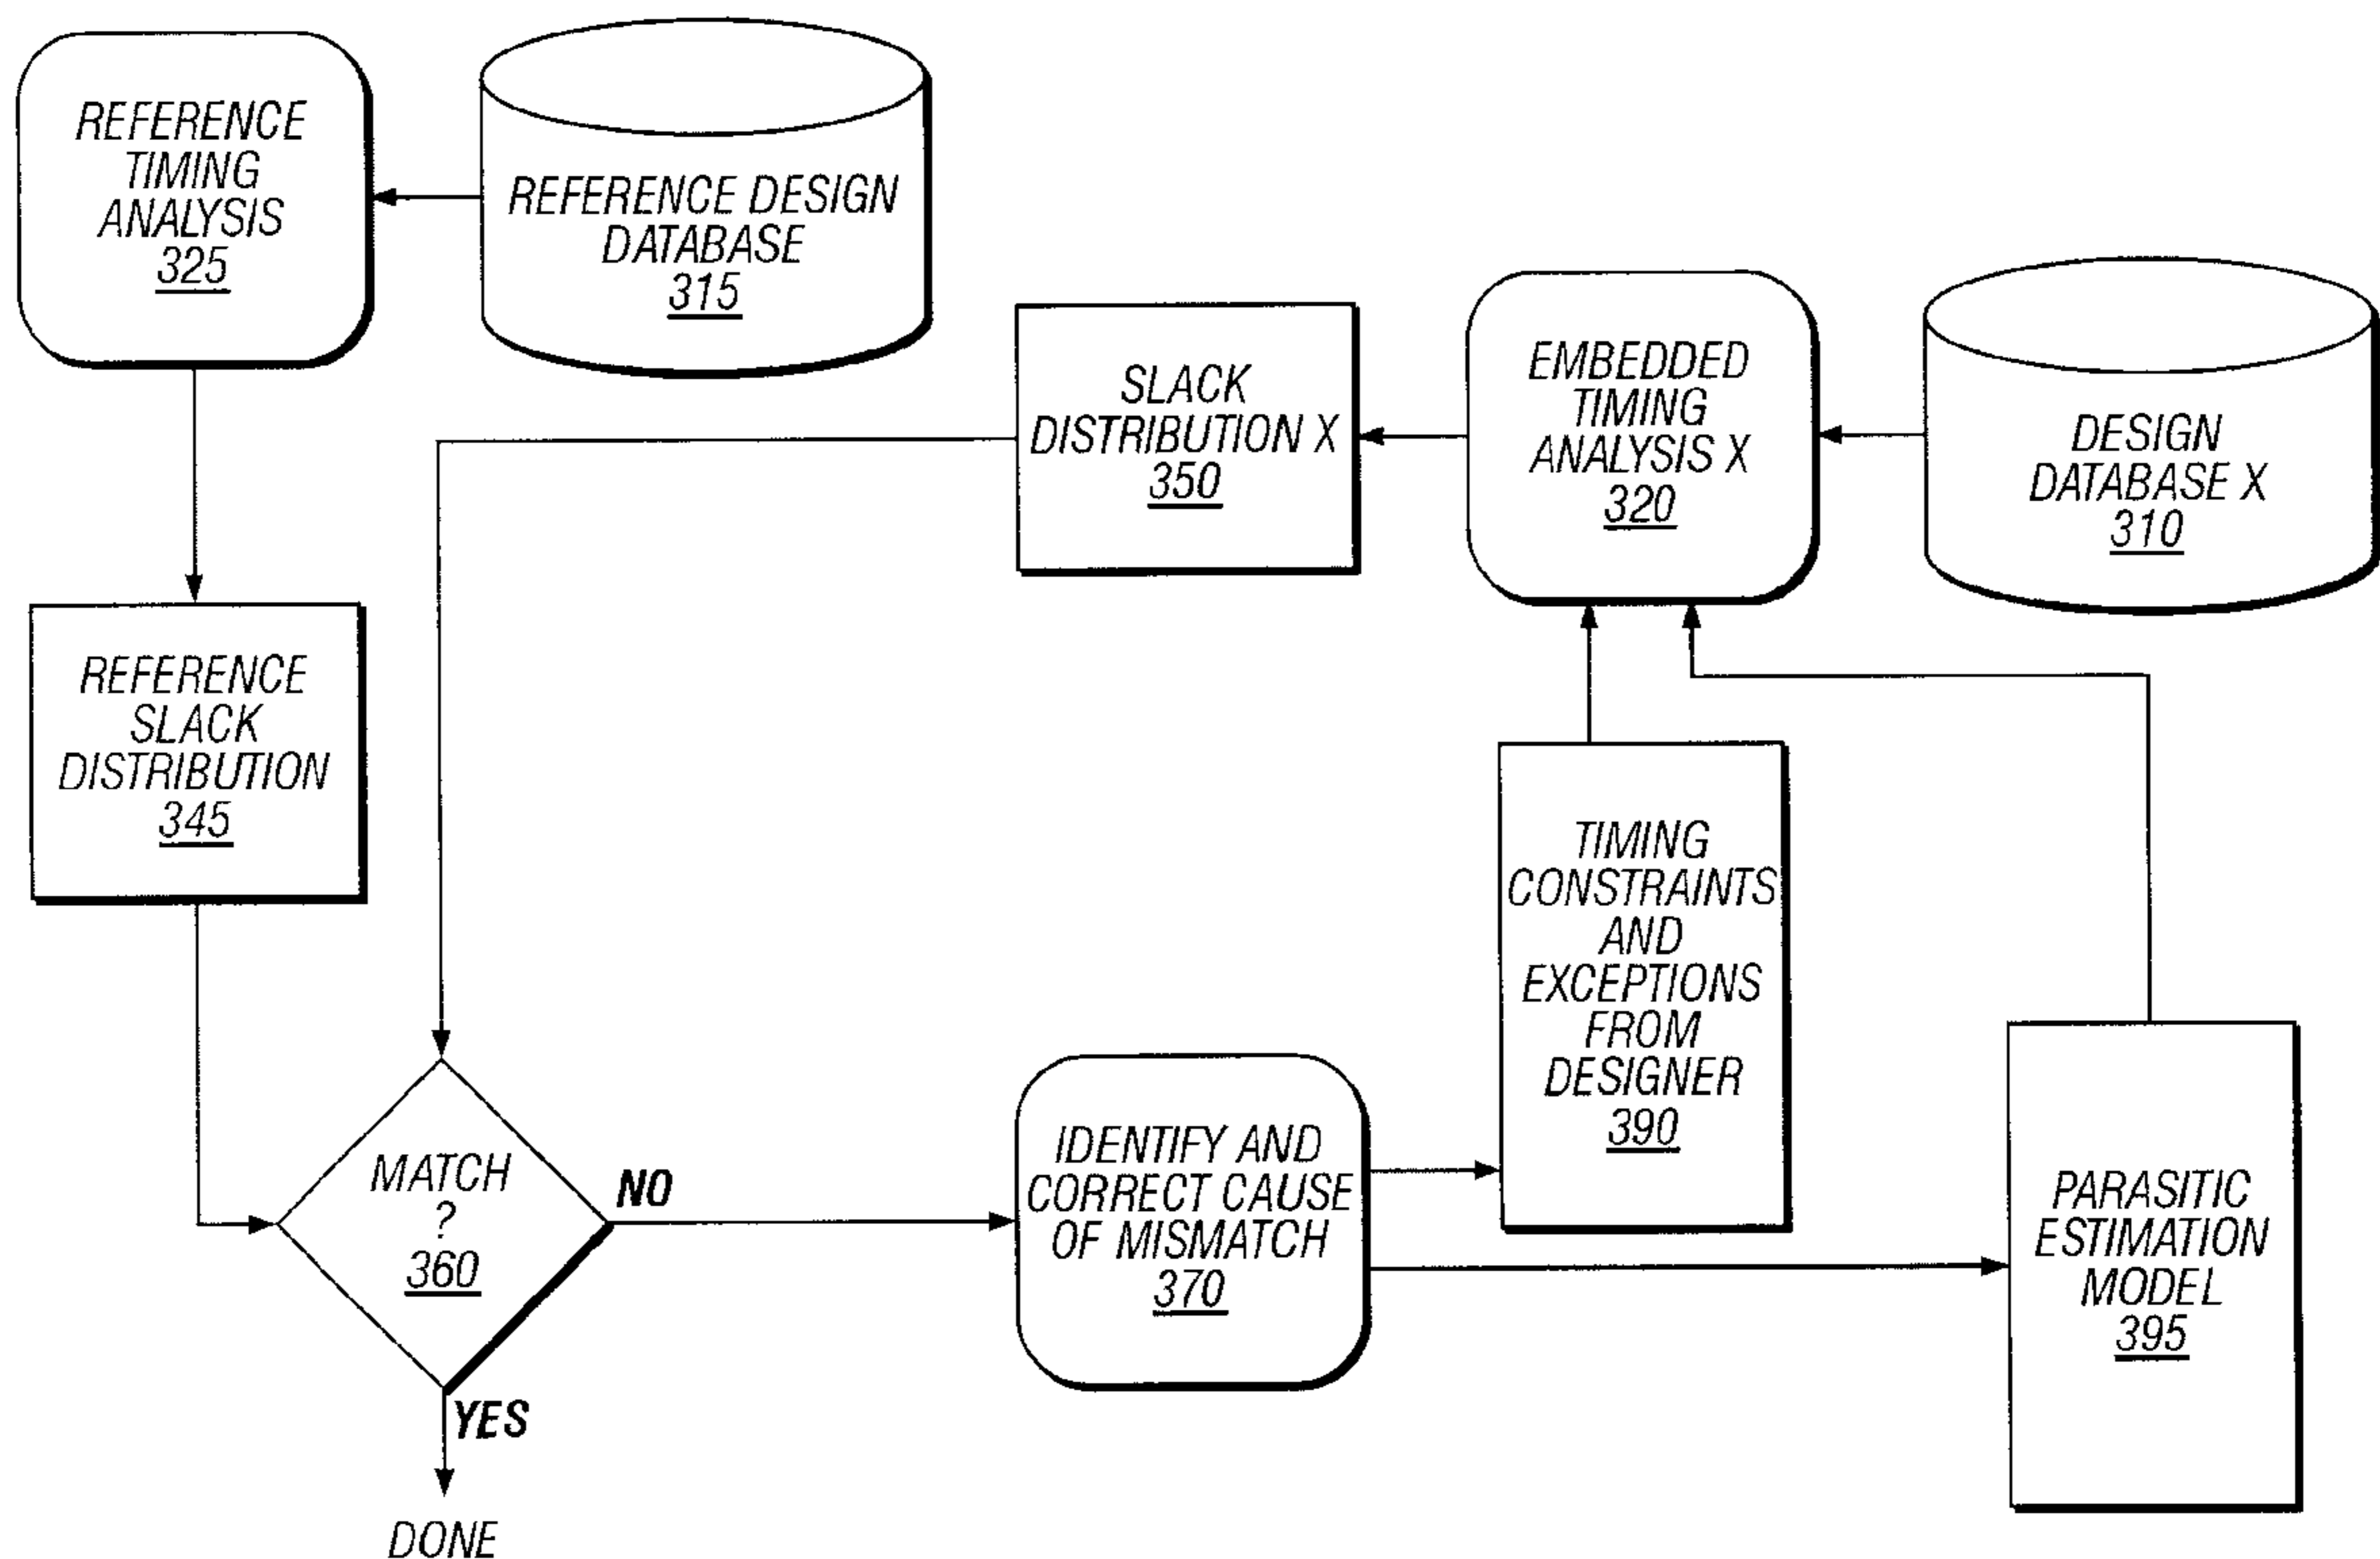 REFERENCE
TIMING
ANALYSIS
325
REFERENCE DESIGN
DATABASE
315
SLACK
DISTRIBUTION X
350
EMBEDDED
TIMING
ANALYSIS X
320
DESIGN
DATABASE X
310
REFERENCE
SLACK
DISTRIBUTION
345
TIMING
CONSTRAINTS
AND
EXCEPTIONS
FROM
DESIGNER
390
MATCH
?
360
NO
YES
DONE
IDENTIFY AND
CORRECT CAUSE
OF MISMATCH
370
PARASITIC
ESTIMATION
MODEL
395